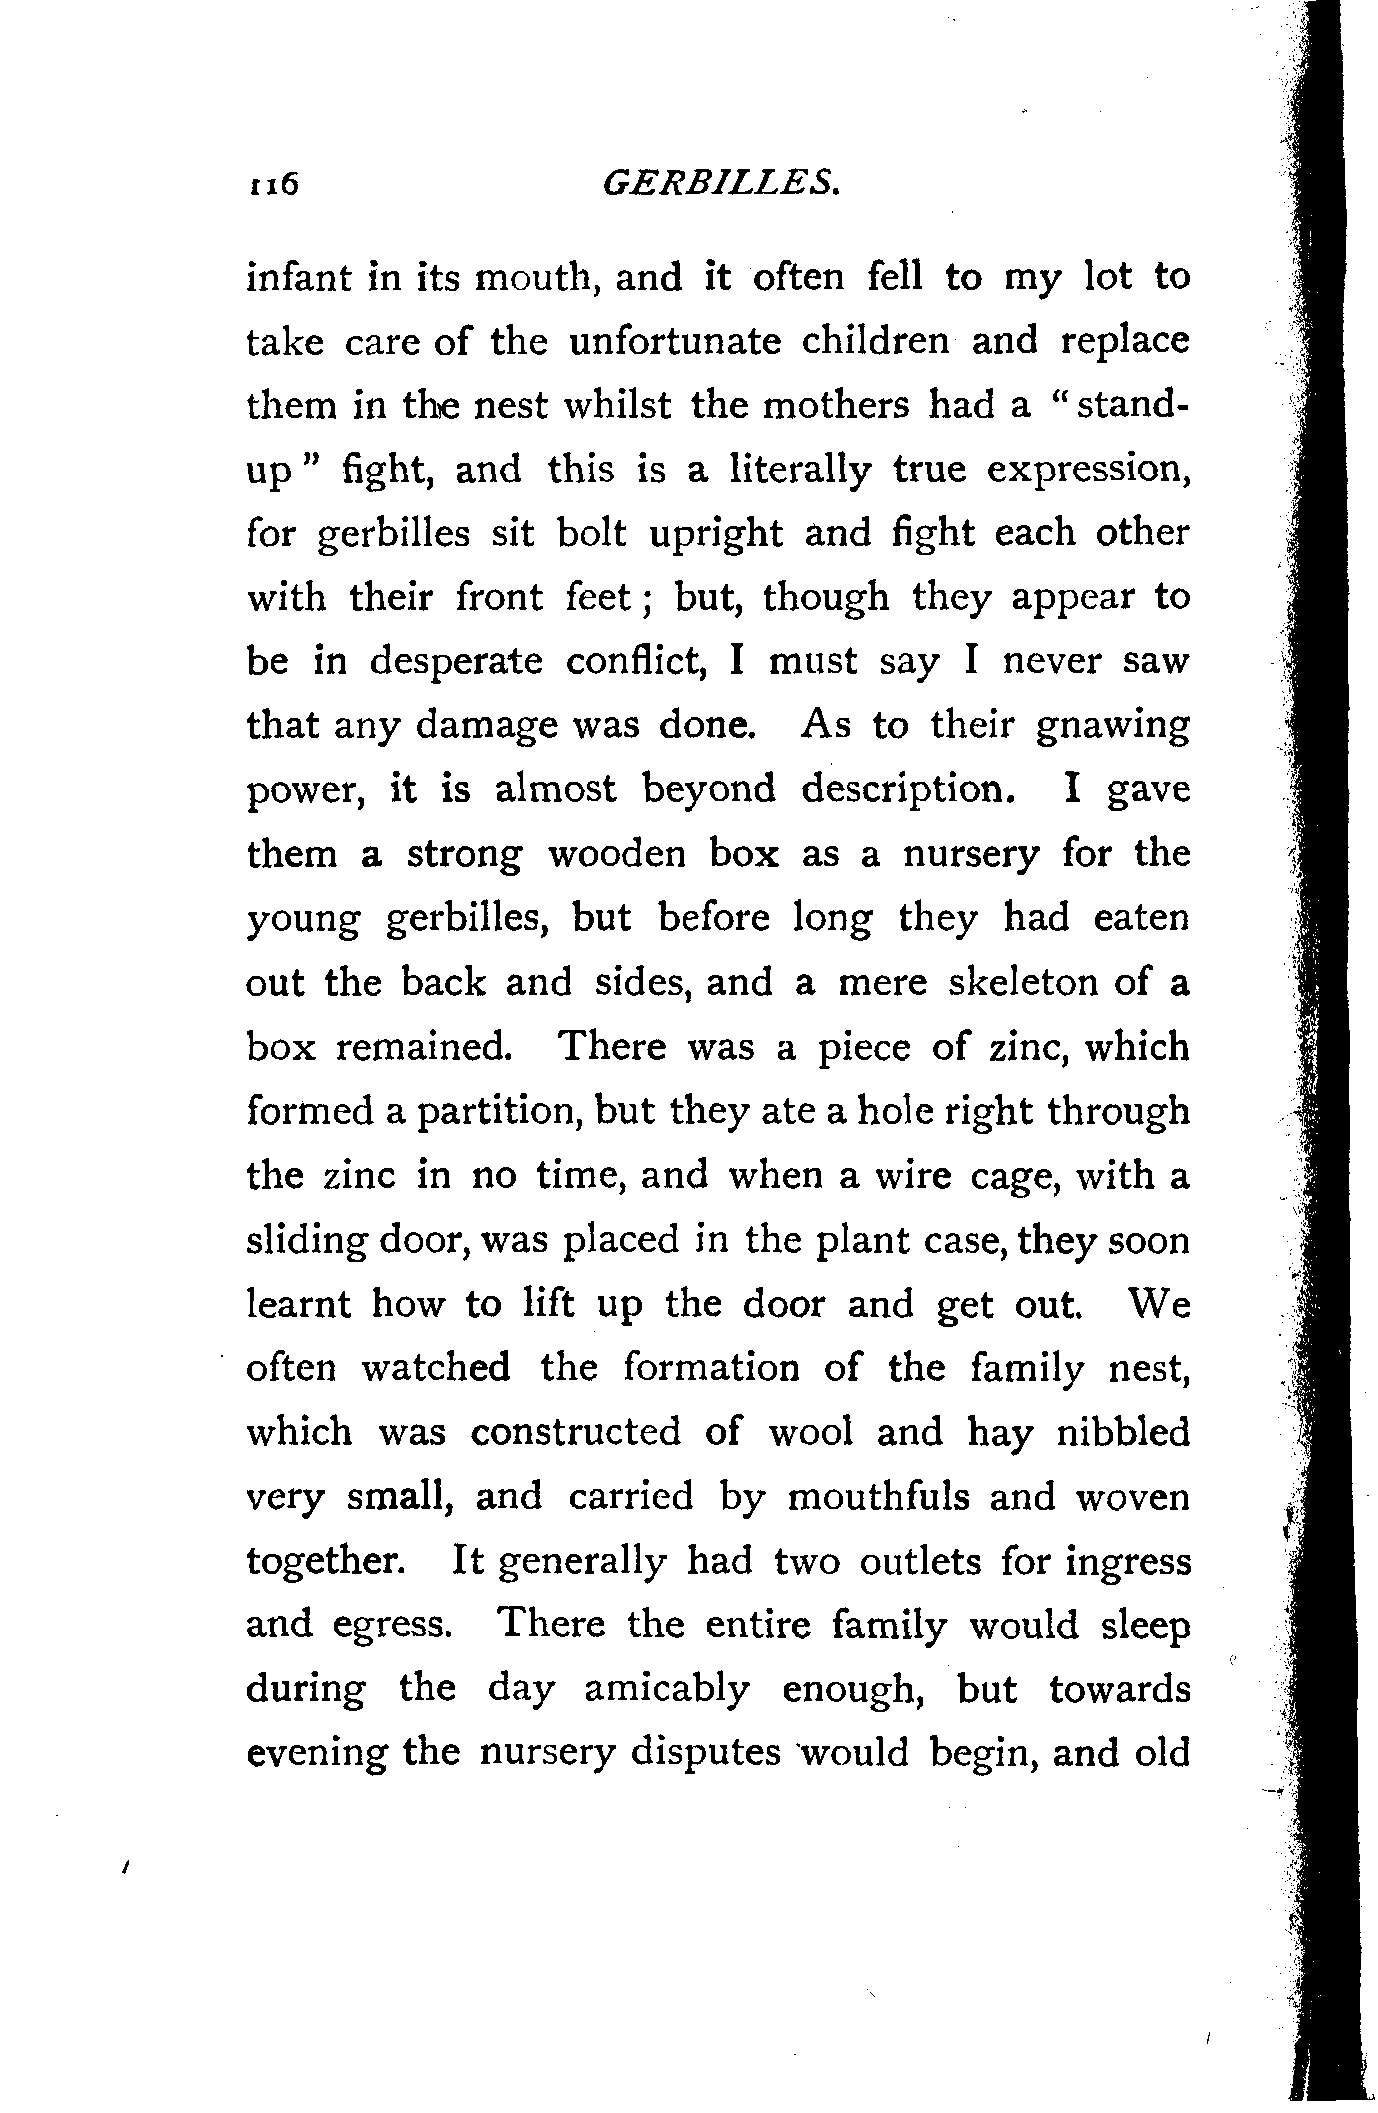 116 GERBILLES.
infant in its mouth, and it often fell to my lot to
take care of the unfortunate children and replace
them in the nest whilst the mothers had a " stand-
up " fight, and this is a literally true expression,
for gerbilles sit bolt upright and fight each other
with their front feet ; but, though they appear to
be in desperate conflict, I must say I never saw
that any damage was done. As to their gnawing
power, it is almost beyond description. I gave
them a strong wooden box as a nursery for the
young gerbilles, but before long they had eaten
out the back and sides, and a mere skeleton of a
box remained. There was a piece of zinc, which
formed a partition, but they ate a hole right through
the zinc in no time, and when a wire cage, with a
sliding door, was placed in the plant case, they soon
learnt how to lift up the door and get out. We
often watched the formation of the family nest,
which was constructed of wool and hay nibbled
very small, and carried by mouthfuls and woven
together. It generally had two outlets for ingress
and egress. There the entire family would sleep
during the day amicably enough, but towards
evening the nursery disputes would begin, and old